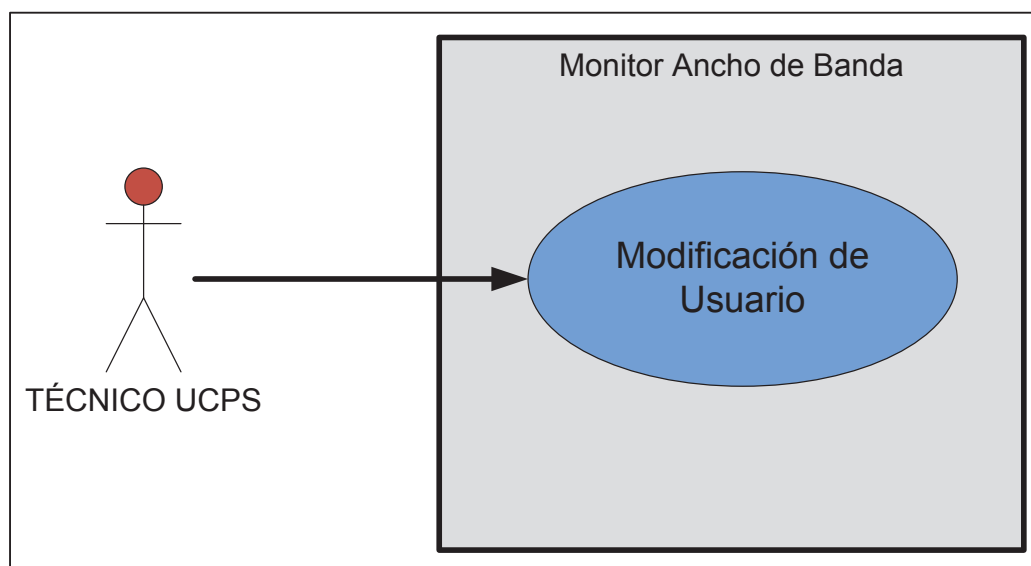 Monitor Ancho de Banda
Modificación de
Usuario
TÉCNICO UCPS